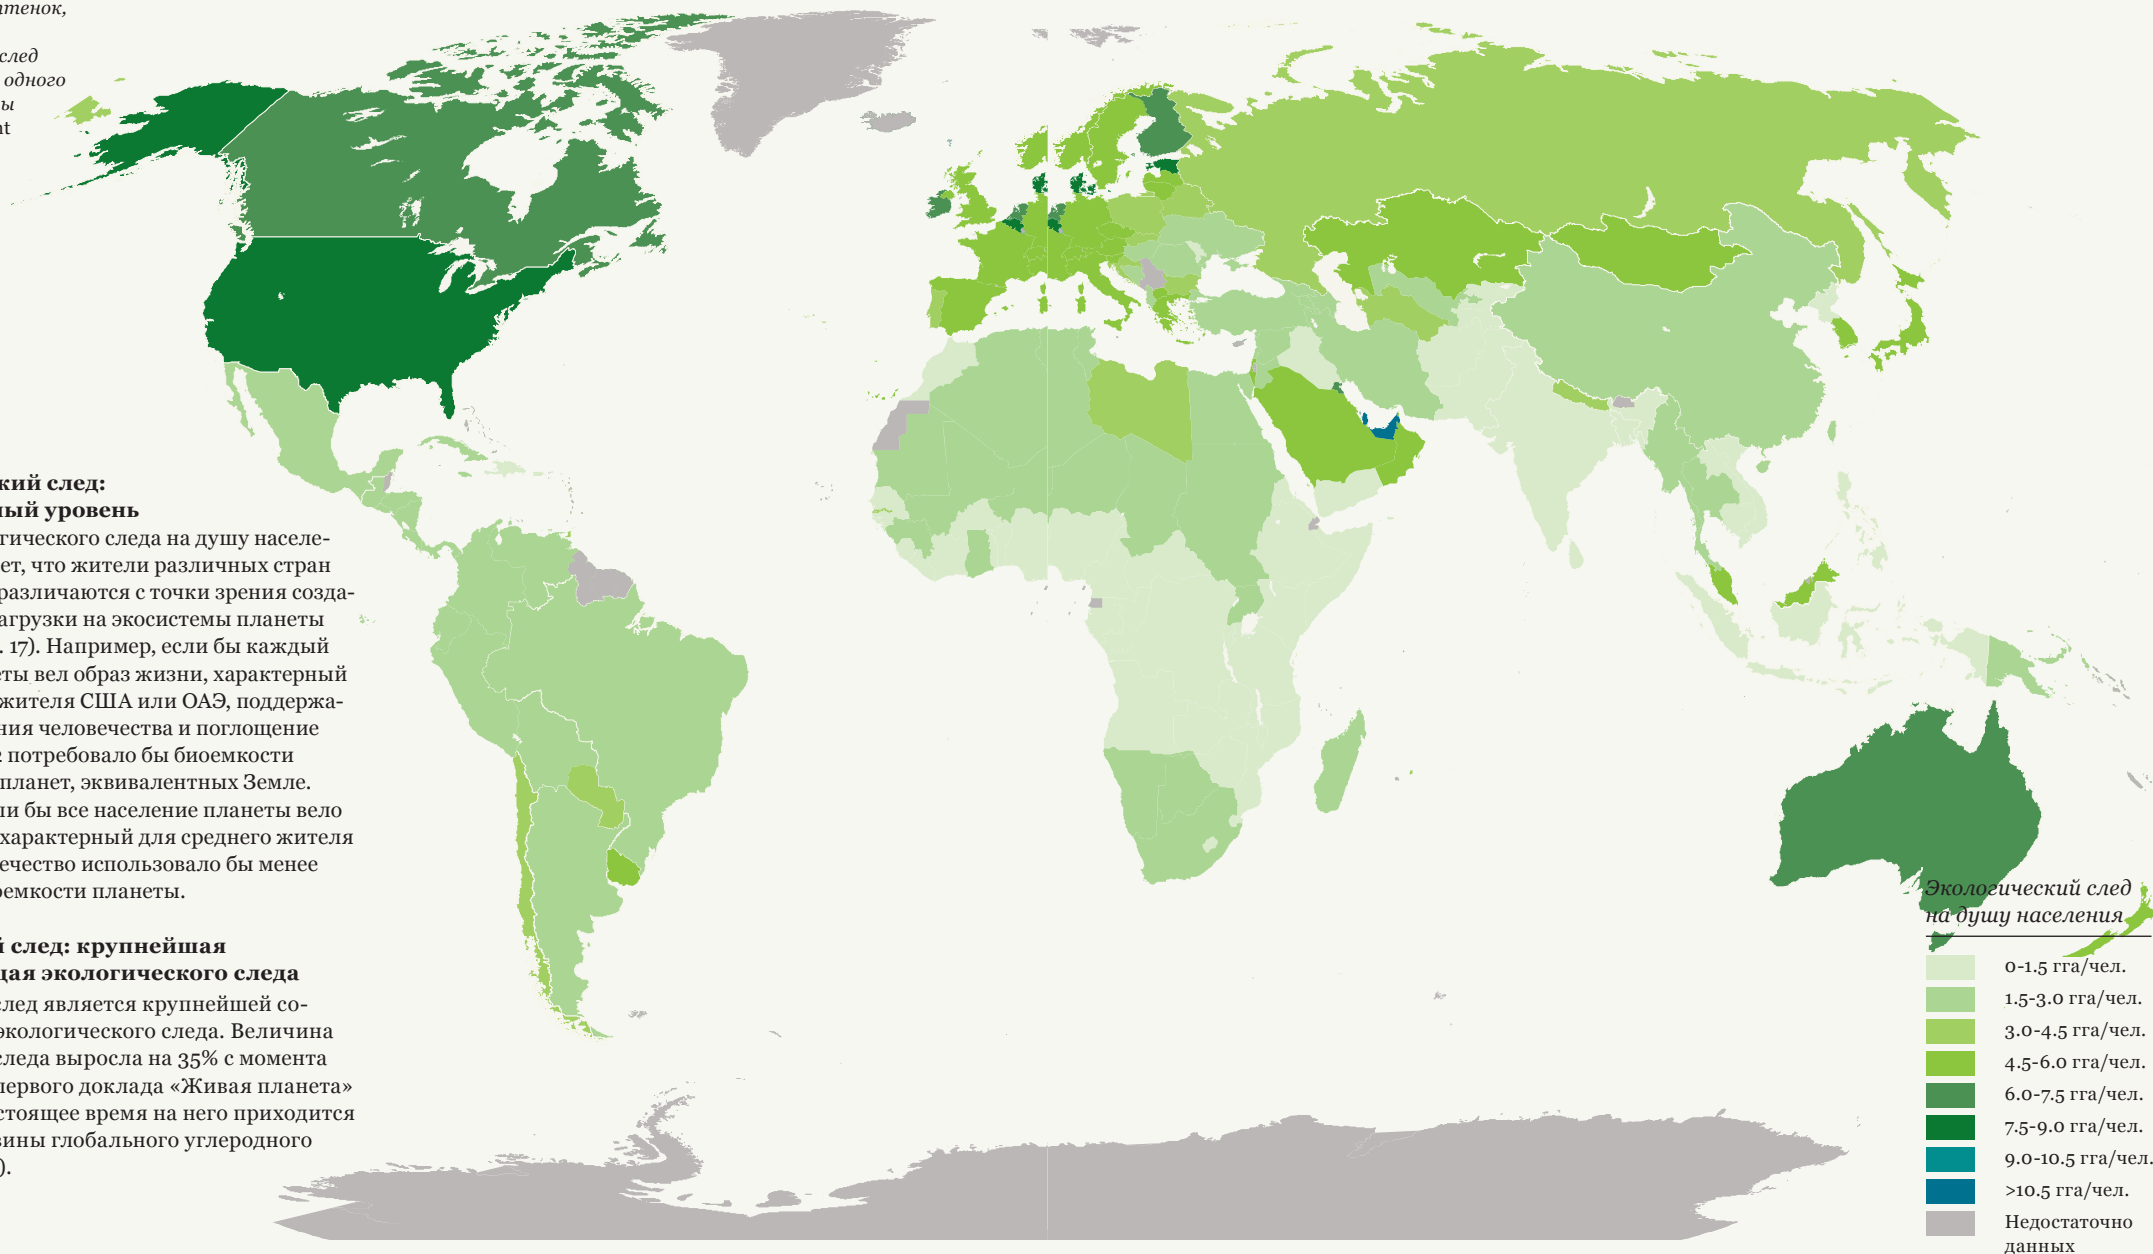 тенок,
след
одного
ы
nt
кий след:
ный уровень
гического следа на душу населе-
ет, что жители различных стран
различаются с точки зрения созда-
агрузки на экосистемы планеты
. 17). Например, если бы каждый
еты вел образ жизни, характерный
жителя США или ОАЭ, поддержа-
ния человечества и поглощение
2 потребовало бы биоемкости
планет, эквивалентных Земле.
ли бы все население планеты вело
характерный для среднего жителя
ечество использовало бы менее
оемкости планеты.
й след: крупнейшая
щая экологического следа
след является крупнейшей со-
экологического следа. Величина
следа выросла на 35% с момента
первого доклада «Живая планета»
стоящее время на него приходится
вины глобального углеродного
).
Экологический след
на душу населения
0-1.5 гга/чел.
1.5-3.0 гга/чел.
3.0-4.5 гга/чел.
4.5-6.0 гга/чел.
6.0-7.5 гга/чел.
7.5-9.0 гга/чел.
9.0-10.5 гга/чел.
>10.5 гга/чел.
Недостаточно
данных